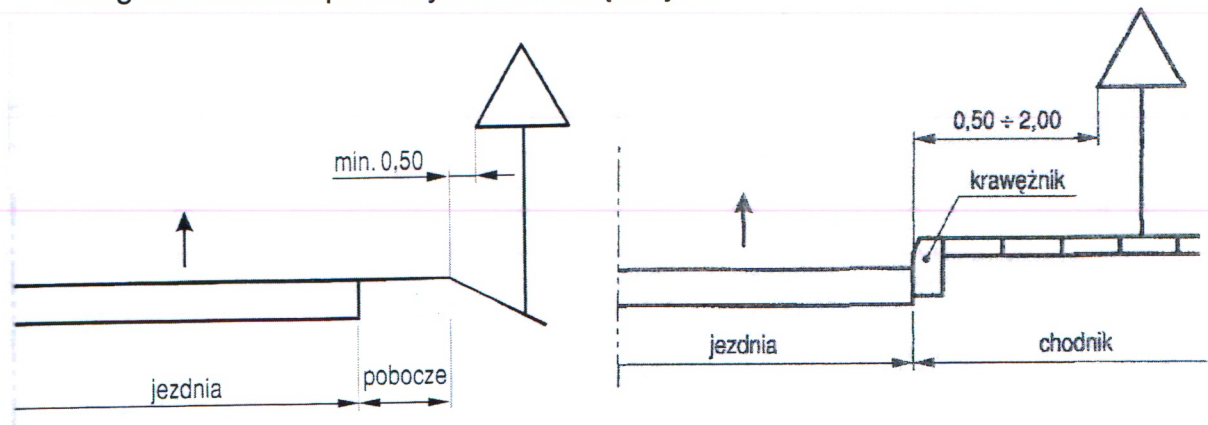 min. 0,50
jezdnia
pobocze
0,50 ÷ 2,00
krawężnik
jezdnia
chodnik